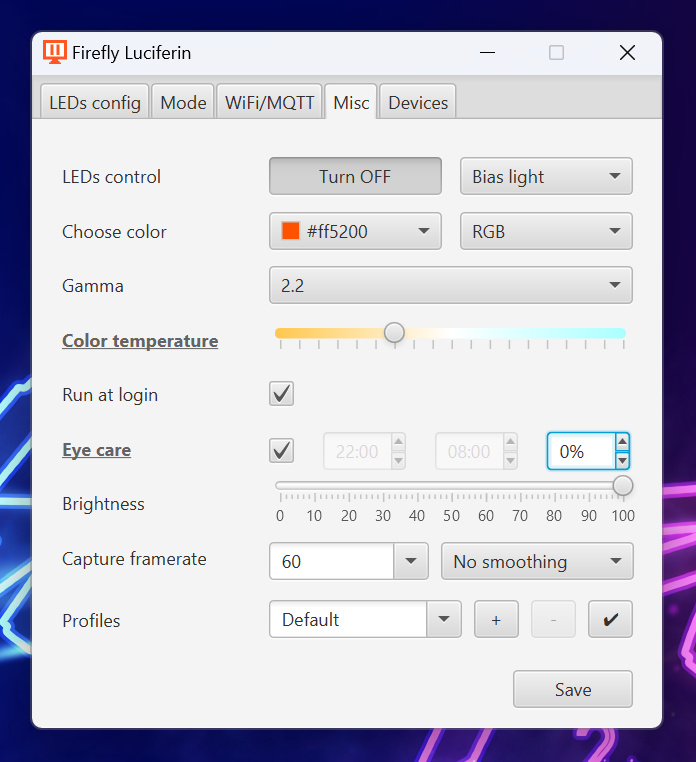 Firefly Luciferin
LEDs config Mode WiFi/MQTT Misc Devices
LEDs control Turn OFF Bias light
Choose color #ff5200 RGB
Gamma 2.2
Color temperature
Run at login
Eye care 22:00 08:00 0%
Brightness
0 10 20 30 40 50 60 70 80 90 100
Capture framerate 60 No smoothing
Profiles Default + - ✔
Save